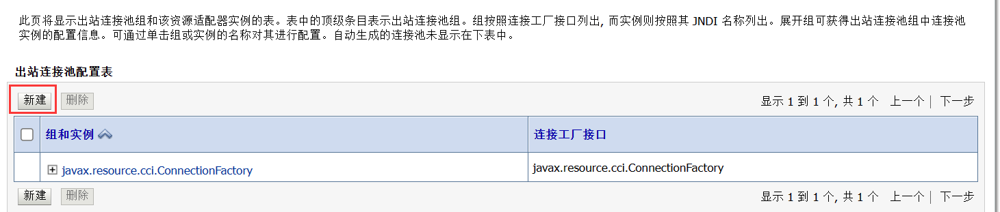 此页将显示出站连接池组和该资源适配器实例的表。表中的顶级条目表示出站连接池组。组按照连接工厂接口列出, 而实例则按照其 JNDI 名称列出。展开组可获得出站连接池组中连接池
实例的配置信息。可通过单击组或实例的名称对其进行配置。自动生成的连接池未显示在下表中。
出站连接池配置表
新建 删除 显示 1 到 1 个, 共 1 个 上一个 | 下一步
组和实例 连接工厂接口
javax.resource.cci.ConnectionFactory javax.resource.cci.ConnectionFactory
新建 删除 显示 1 到 1 个, 共 1 个 上一个 | 下一步